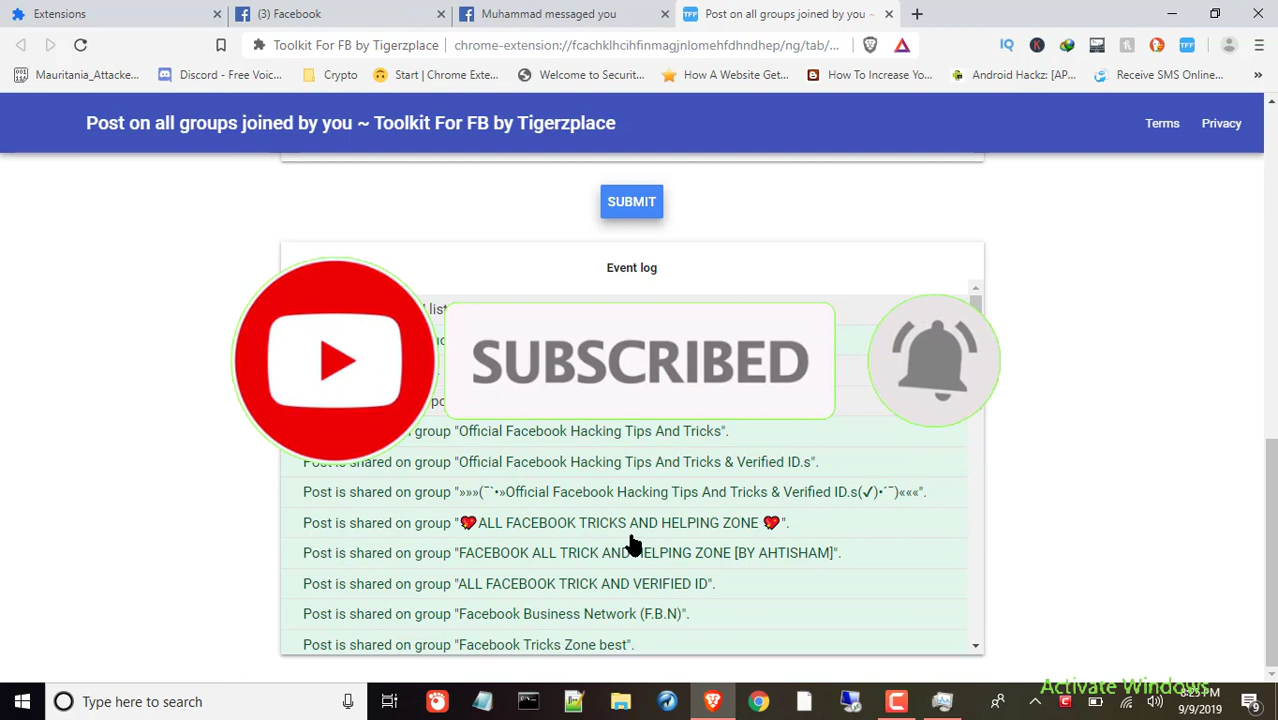 Extensions
(3) Facebook
Muhammad messaged you
Post on all groups joined by you ~
Toolkit For FB by Tigerzplace
chrome-extension://fcachklhcihfinmagjnlomehfdhndhep/ng/tab/...
Mauritania_Attacke...
Discord - Free Voic...
Crypto
Start | Chrome Exte...
Welcome to Securit...
How A Website Get...
How To Increase Yo...
Android Hackz: [AP...
Receive SMS Online...
»
Post on all groups joined by you ~ Toolkit For FB by Tigerzplace
Terms
Privacy
SUBMIT
Event log
SUBSCRIBED
group "Official Facebook Hacking Tips And Tricks".
Post is shared on group "Official Facebook Hacking Tips And Tricks & Verified ID.s".
Post is shared on group "»»»(¯`•»Official Facebook Hacking Tips And Tricks & Verified ID.s(✓)•´¯)«««".
Post is shared on group "💖ALL FACEBOOK TRICKS AND HELPING ZONE 💖".
Post is shared on group "FACEBOOK ALL TRICK AND HELPING ZONE [BY AHTISHAM]".
Post is shared on group "ALL FACEBOOK TRICK AND VERIFIED ID".
Post is shared on group "Facebook Business Network (F.B.N)".
Post is shared on group "Facebook Tricks Zone best".
Activate Windows
Type here to search
9/9/2019